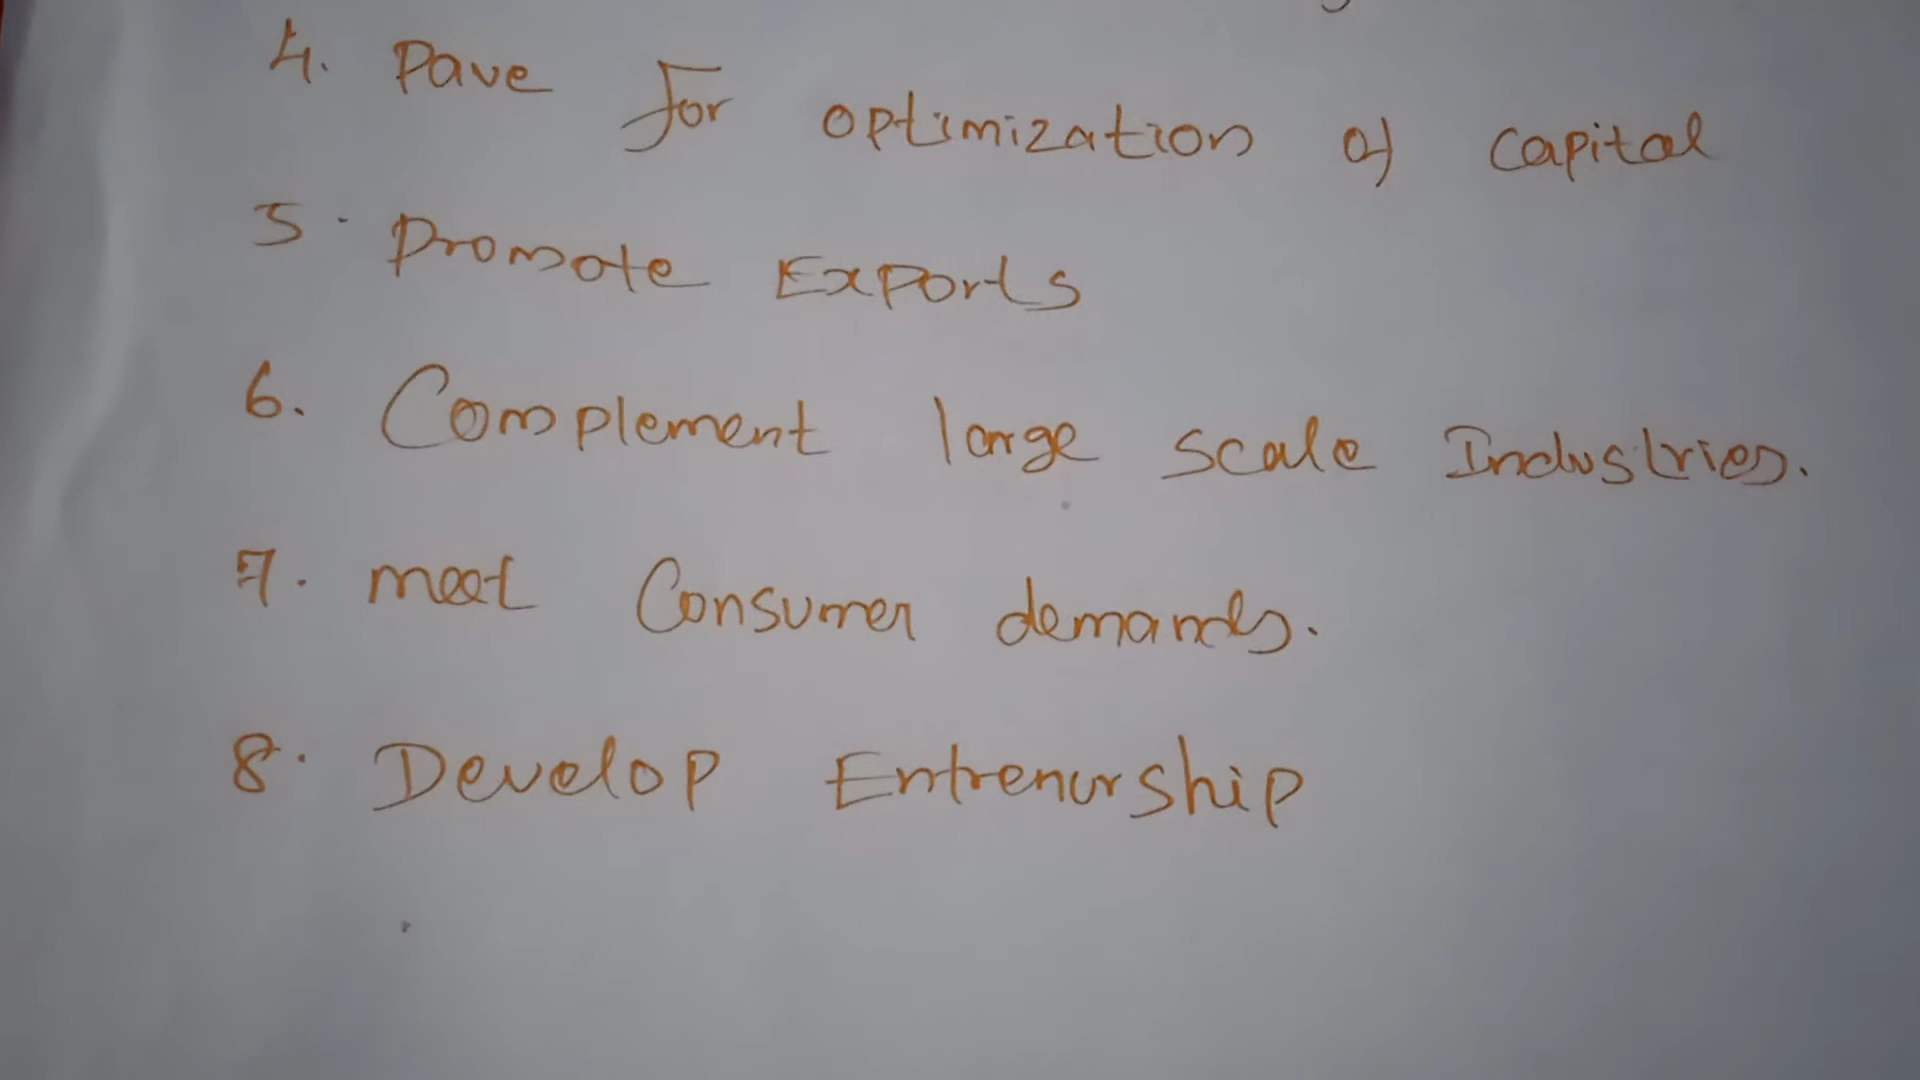 4. Pave for optimization of capital
5. Promote Exports
6. Complement large scale Industries.
7. meet Consumer demands.
8. Develop Entrenurship